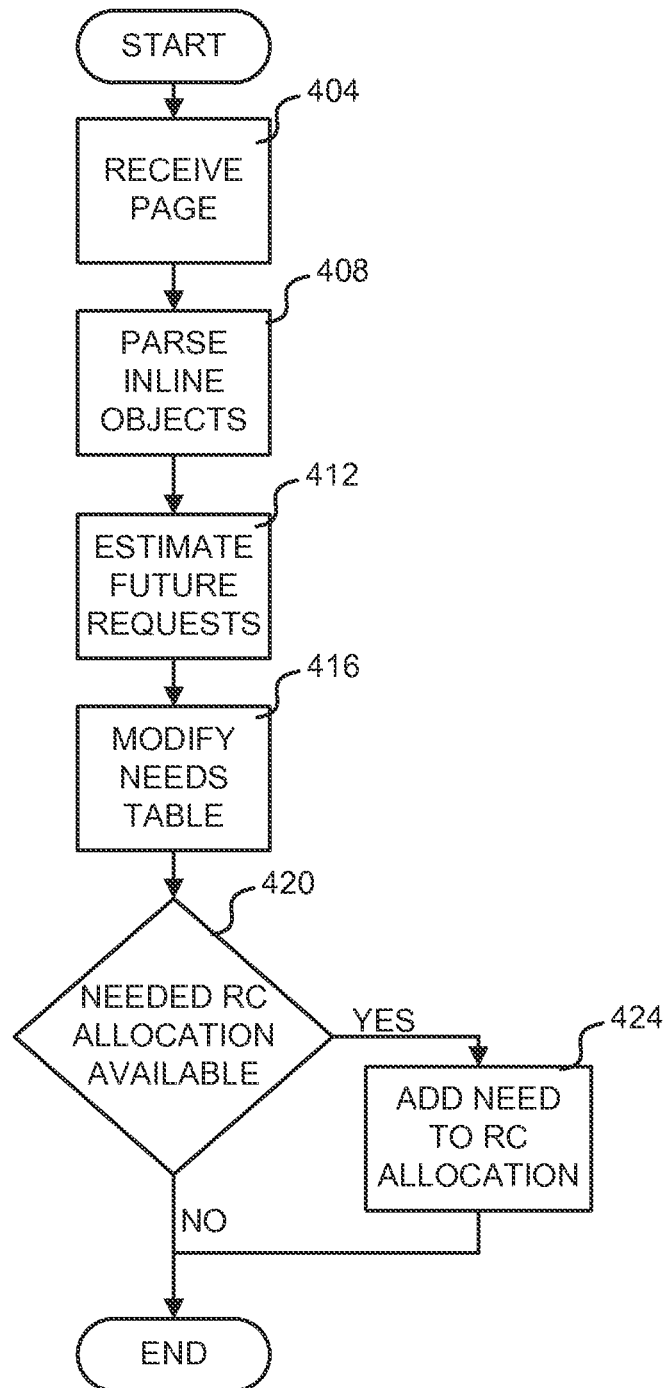 START
404
RECEIVE
PAGE
408
PARSE
INLINE
OBJECTS
412
ESTIMATE
FUTURE
REQUESTS
416
MODIFY
NEEDS
TABLE
420
NEEDED RC
ALLOCATION
AVAILABLE
YES
424
ADD NEED
TO RC
ALLOCATION
NO
END